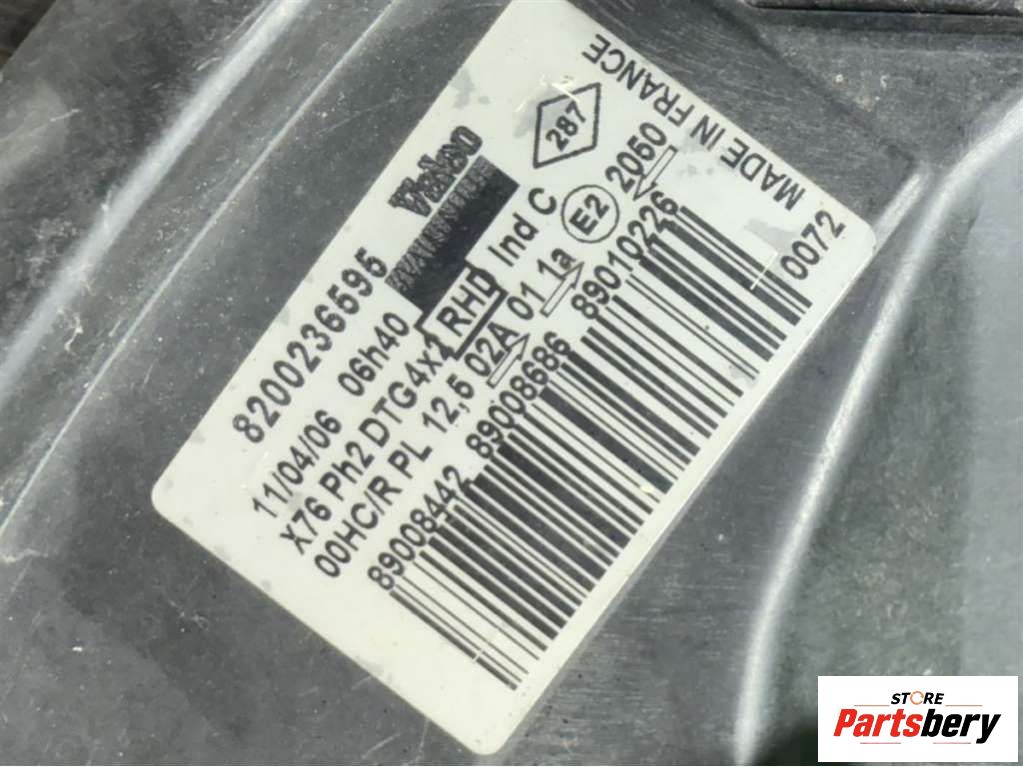 Valeo
287
MADE IN FRANCE
8200236595
11/04/06 06h40
X76 Ph2 DTG4x2 RHD Ind C
00HC/R PL 12,5 02A 01 1a E2 2050
89008442 89008686 89010226
0072
STORE
Partsbery